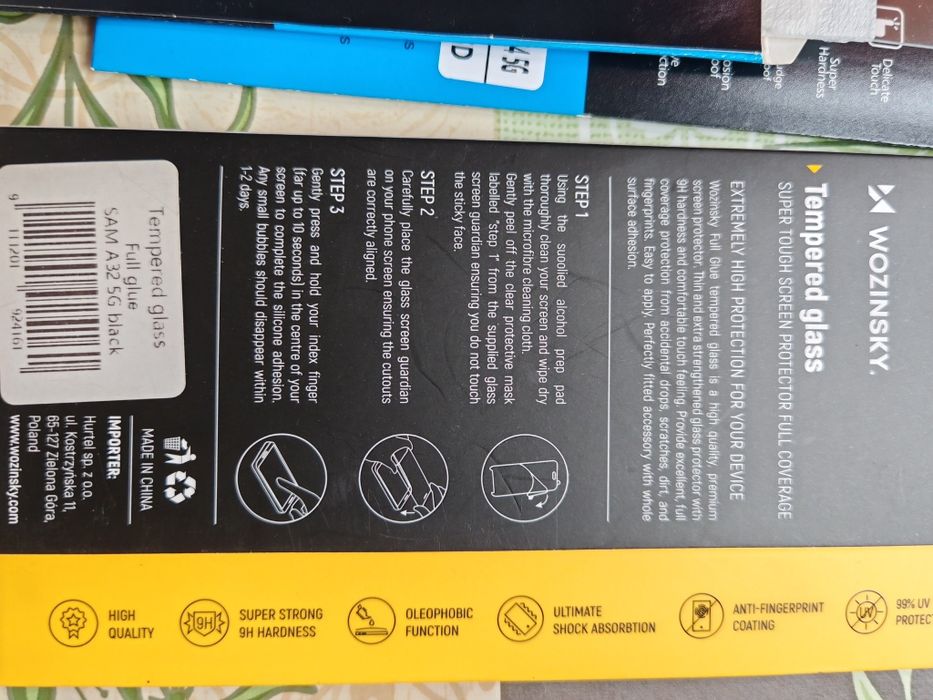 WOZINSKY.
Tempered glass
SUPER TOUGH SCREEN PROTECTOR FULL COVERAGE
EXTREMELY HIGH PROTECTION FOR YOUR DEVICE
Wozinsky Full Glue tempered glass is a high quality, premium
screen protector. Thin and extra strengthened glass protector with
9H hardness and comfortable touch feeling. Provide excellent, full
coverage protection from accidental drops, scratches, dirt, and
fingerprints. Easy to apply. Perfectly fitted accessory with whole
surface adhesion.
STEP 1
Using the supplied alcohol prep pad
thoroughly clean your screen and wipe dry
with the microfibre cleaning cloth.
Gently peel off the clear protective mask
labelled "step 1" from the supplied glass
screen guardian ensuring you do not touch
the sticky face.
STEP 2
Carefully place the glass screen guardian
on your phone screen ensuring the cutouts
are correctly aligned.
STEP 3
Gently press and hold your index finger
(far up to 10 seconds) in the centre of your
screen to complete the silicone adhesion.
Any small bubbles should disappear within
1-2 days.
Tempered glass
Full glue
SAM A32 5G black
9 111201 924161
MADE IN CHINA
IMPORTER:
Hurtel sp. z o.o.
ul. Kostrzyńska 11,
65-127 Zielona Góra,
Poland
www.wozinsky.com
HIGH
QUALITY
9H
SUPER STRONG
9H HARDNESS
OLEOPHOBIC
FUNCTION
ULTIMATE
SHOCK ABSORBTION
ANTI-FINGERPRINT
COATING
UV
99% UV
Delicate
Touch
Super
Hardness
4 5G
D